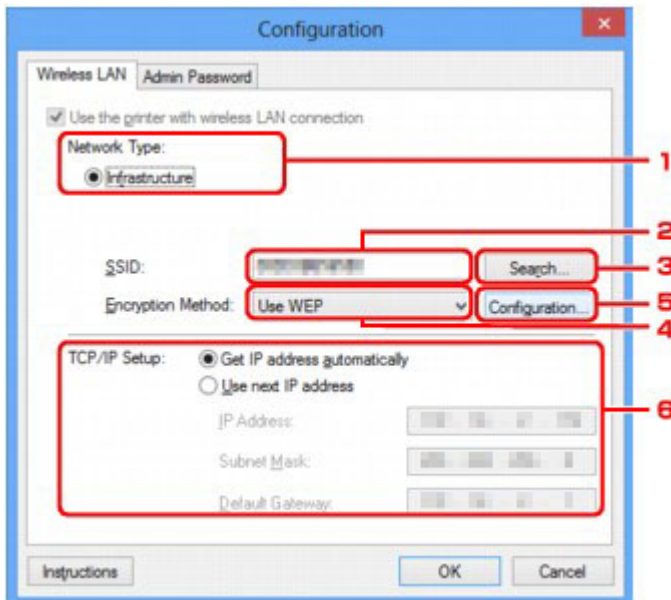 Configuration
Wireless LAN Admin Password
Use the printer with wireless LAN connection
Network Type:
Infrastructure
1
2
SSID: Search... 3
Encryption Method: Use WEP Configuration... 5
4
TCP/IP Setup: Get IP address automatically
Use next IP address
6
IP Address:
Subnet Mask:
Default Gateway:
Instructions OK Cancel